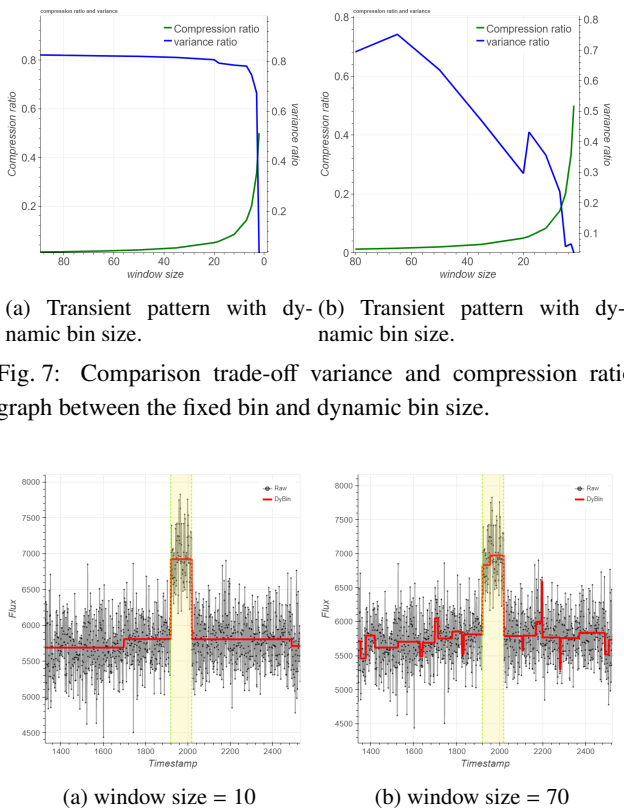 compression ratio and variance
Compression ratio
variance ratio
0.8
0.6
0.4
0.2
0.8
0.6
0.4
0.2
80 60 40 20 0
window size
Compression ratio
variance ratio
compression ratio and variance
Compression ratio
variance ratio
0.8
0.6
0.4
0.2
0
0.8
0.7
0.6
0.5
0.4
0.3
0.2
0.1
80 60 40 20
window size
Compression ratio
variance ratio
(a) Transient pattern with dy-
namic bin size.
(b) Transient pattern with dy-
namic bin size.
Fig. 7: Comparison trade-off variance and compression ratio
graph between the fixed bin and dynamic bin size.
8000
7500
7000
6500
6000
5500
5000
4500
Flux
Raw
DyBin
1400 1600 1800 2000 2200 2400
Timestamp
(a) window size = 10
8000
7500
7000
6500
6000
5500
5000
4500
Flux
Raw
DyBin
1400 1600 1800 2000 2200 2400
Timestamp
(b) window size = 70